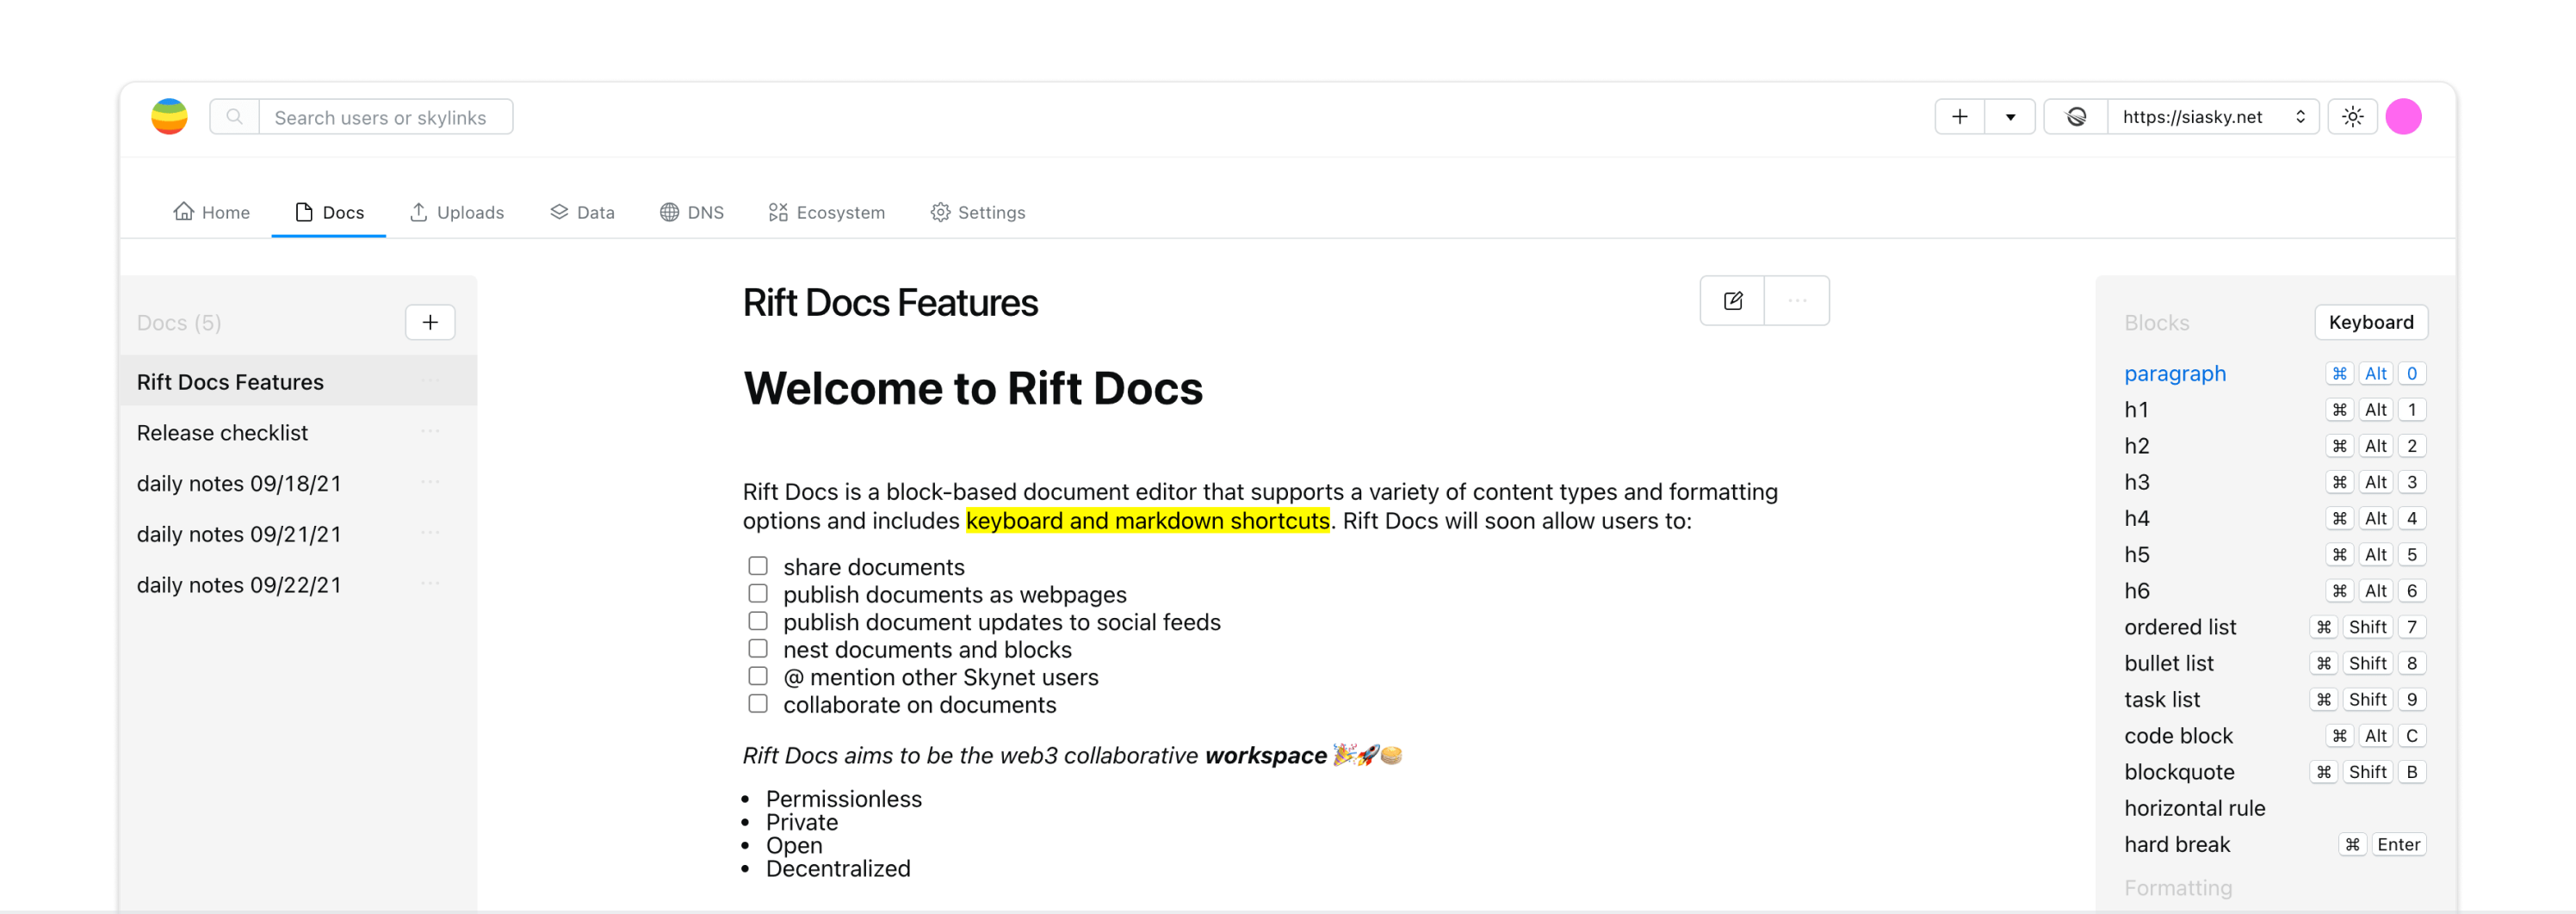 Search users or skylinks
https://siasky.net
Home Docs Uploads Data DNS Ecosystem Settings
Docs (5)
Rift Docs Features
Release checklist
daily notes 09/18/21
daily notes 09/21/21
daily notes 09/22/21
Rift Docs Features
Welcome to Rift Docs
Rift Docs is a block-based document editor that supports a variety of content types and formatting
options and includes keyboard and markdown shortcuts. Rift Docs will soon allow users to:
share documents
publish documents as webpages
publish document updates to social feeds
nest documents and blocks
@ mention other Skynet users
collaborate on documents
Rift Docs aims to be the web3 collaborative workspace 🎉🚀🥞
• Permissionless
• Private
• Open
• Decentralized
Blocks Keyboard
paragraph ⌘ Alt 0
h1 ⌘ Alt 1
h2 ⌘ Alt 2
h3 ⌘ Alt 3
h4 ⌘ Alt 4
h5 ⌘ Alt 5
h6 ⌘ Alt 6
ordered list ⌘ Shift 7
bullet list ⌘ Shift 8
task list ⌘ Shift 9
code block ⌘ Alt C
blockquote ⌘ Shift B
horizontal rule
hard break ⌘ Enter
Formatting